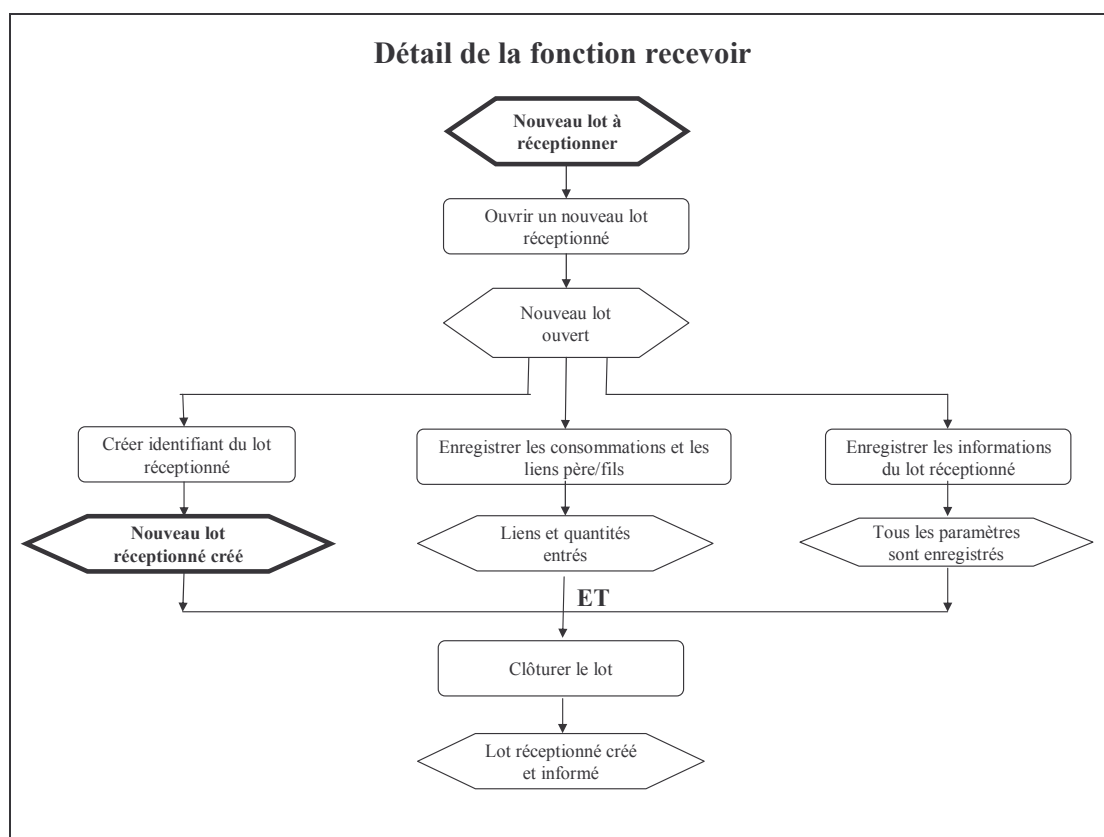 Détail de la fonction recevoir
Nouveau lot à
réceptionner
Ouvrir un nouveau lot
réceptionné
Nouveau lot
ouvert
Créer identifiant du lot
réceptionné
Enregistrer les consommations et les
liens père/fils
Enregistrer les informations
du lot réceptionné
Nouveau lot
réceptionné créé
Liens et quantités
entrés
Tous les paramètres
sont enregistrés
ET
Clôturer le lot
Lot réceptionné créé
et informé